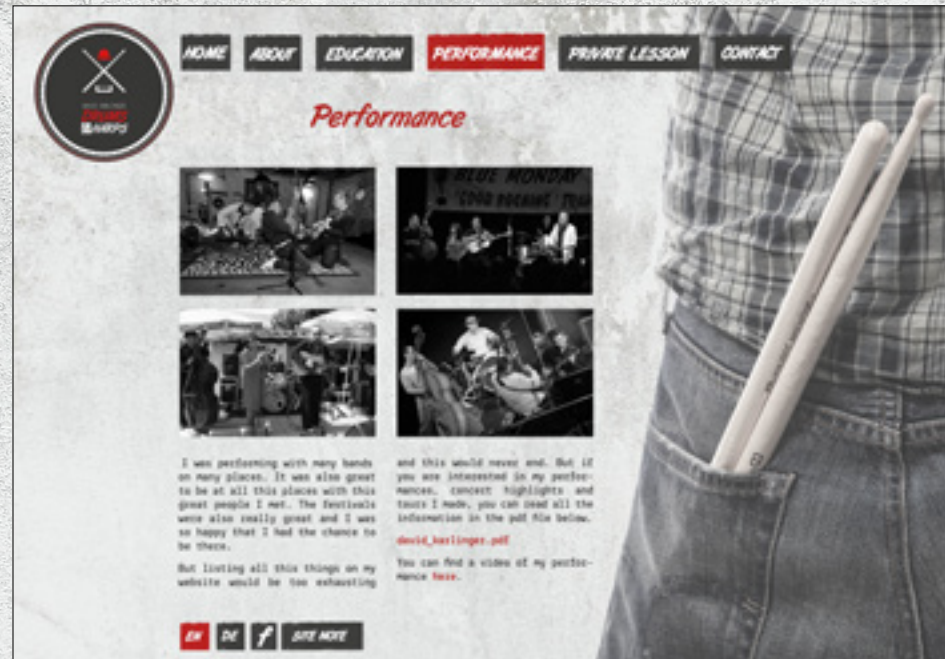 HOME
ABOUT
EDUCATION
PERFORMANCE
PRIVATE LESSON
CONTACT
DRUMS
Performance
BLUE MONDAY
"GOOD ROCKING"
I was performing with many bands
on many places. It was also great
to be at all this places with this
great people I met. The festivals
were also really great and I was
so happy that I had the chance to
be there.
But listing all this things on my
website would be too exhausting
and this would never end. But if
you are interested in my perfor-
mances, concert highlights and
tours I made, you can read all the
information in the pdf file below.
david_karlinger.pdf
You can find a video of my perfor-
mance here.
EN
DE
f
SITE NOTE